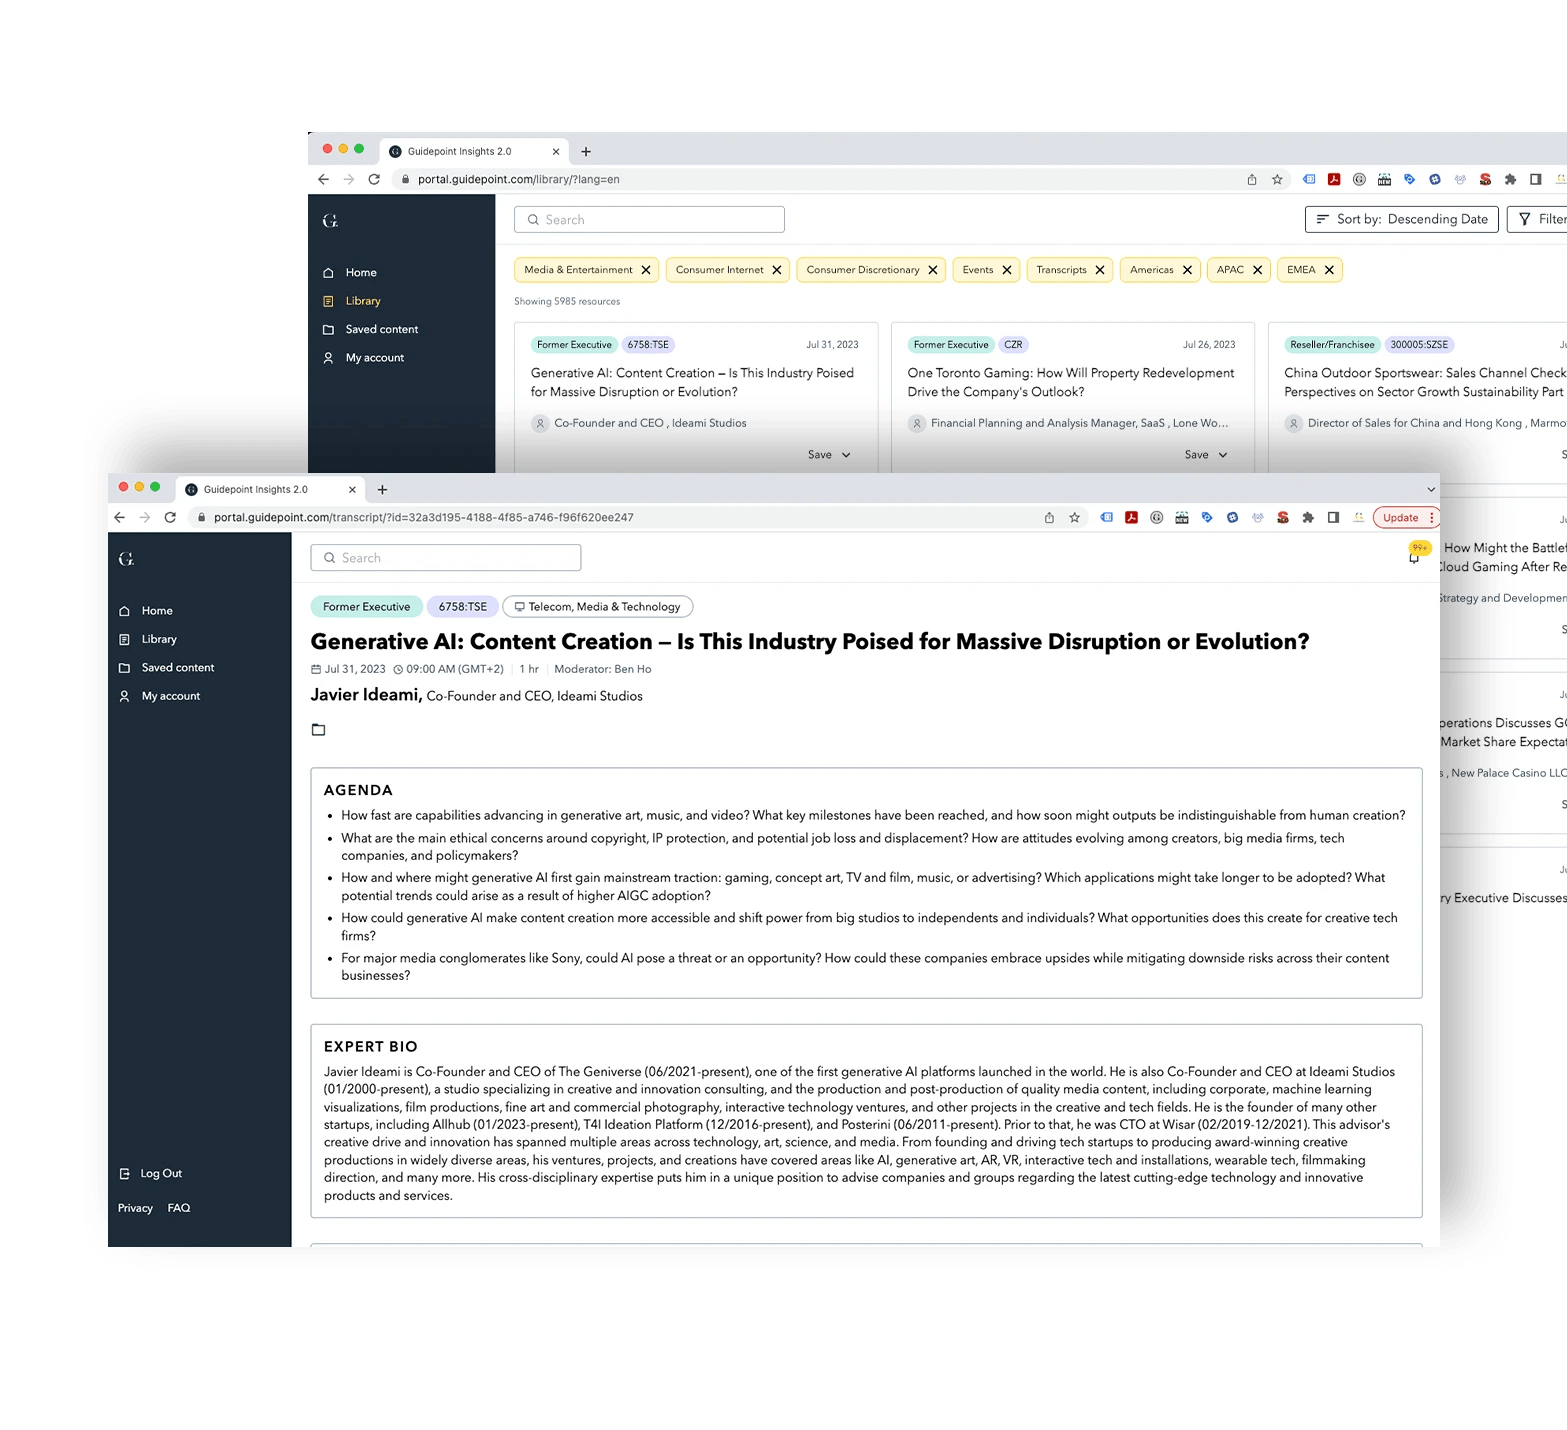 Guidepoint Insights 2.0
portal.guidepoint.com/library/?lang=en
Search
Sort by: Descending Date
Filter
Home
Library
Saved content
My account
Media & Entertainment
Consumer Internet
Consumer Discretionary
Events
Transcripts
Americas
APAC
EMEA
Showing 5985 resources
Former Executive 6758:TSE Jul 31, 2023
Generative AI: Content Creation – Is This Industry Poised
for Massive Disruption or Evolution?
Co-Founder and CEO , Ideami Studios
Save
Former Executive CZR Jul 26, 2023
One Toronto Gaming: How Will Property Redevelopment
Drive the Company's Outlook?
Financial Planning and Analysis Manager, SaaS , Lone Wo...
Save
Reseller/Franchisee 300005:SZSE Ju
China Outdoor Sportswear: Sales Channel Check
Perspectives on Sector Growth Sustainability Part
Director of Sales for China and Hong Kong , Marmo
S
Ju
How Might the Battlef
Cloud Gaming After Re
Strategy and Developmen
S
Ju
perations Discusses GC
Market Share Expectat
s , New Palace Casino LLC
S
Ju
ry Executive Discusses
Guidepoint Insights 2.0
portal.guidepoint.com/transcript/?id=32a3d195-4188-4f85-a746-f96f620ee247
Update
G.
Search
99+
Home
Library
Saved content
My account
Former Executive 6758:TSE Telecom, Media & Technology
Generative AI: Content Creation – Is This Industry Poised for Massive Disruption or Evolution?
Jul 31, 2023 09:00 AM (GMT+2) 1 hr Moderator: Ben Ho
Javier Ideami, Co-Founder and CEO, Ideami Studios
AGENDA
• How fast are capabilities advancing in generative art, music, and video? What key milestones have been reached, and how soon might outputs be indistinguishable from human creation?
• What are the main ethical concerns around copyright, IP protection, and potential job loss and displacement? How are attitudes evolving among creators, big media firms, tech
companies, and policymakers?
• How and where might generative AI first gain mainstream traction: gaming, concept art, TV and film, music, or advertising? Which applications might take longer to be adopted? What
potential trends could arise as a result of higher AIGC adoption?
• How could generative AI make content creation more accessible and shift power from big studios to independents and individuals? What opportunities does this create for creative tech
firms?
• For major media conglomerates like Sony, could AI pose a threat or an opportunity? How could these companies embrace upsides while mitigating downside risks across their content
businesses?
EXPERT BIO
Javier Ideami is Co-Founder and CEO of The Geniverse (06/2021-present), one of the first generative AI platforms launched in the world. He is also Co-Founder and CEO at Ideami Studios
(01/2000-present), a studio specializing in creative and innovation consulting, and the production and post-production of quality media content, including corporate, machine learning
visualizations, film productions, fine art and commercial photography, interactive technology ventures, and other projects in the creative and tech fields. He is the founder of many other
startups, including Allhub (01/2023-present), T4I Ideation Platform (12/2016-present), and Posterini (06/2011-present). Prior to that, he was CTO at Wisar (02/2019-12/2021). This advisor's
creative drive and innovation has spanned multiple areas across technology, art, science, and media. From founding and driving tech startups to producing award-winning creative
productions in widely diverse areas, his ventures, projects, and creations have covered areas like AI, generative art, AR, VR, interactive tech and installations, wearable tech, filmmaking
direction, and many more. His cross-disciplinary expertise puts him in a unique position to advise companies and groups regarding the latest cutting-edge technology and innovative
products and services.
Log Out
Privacy FAQ